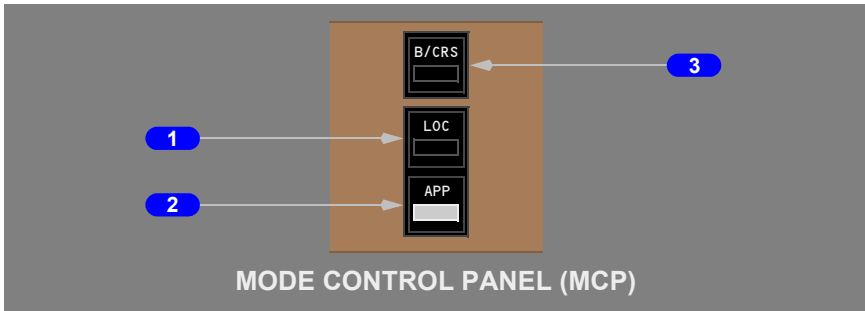 B/CRS
3
LOC
1
APP
2
MODE CONTROL PANEL (MCP)